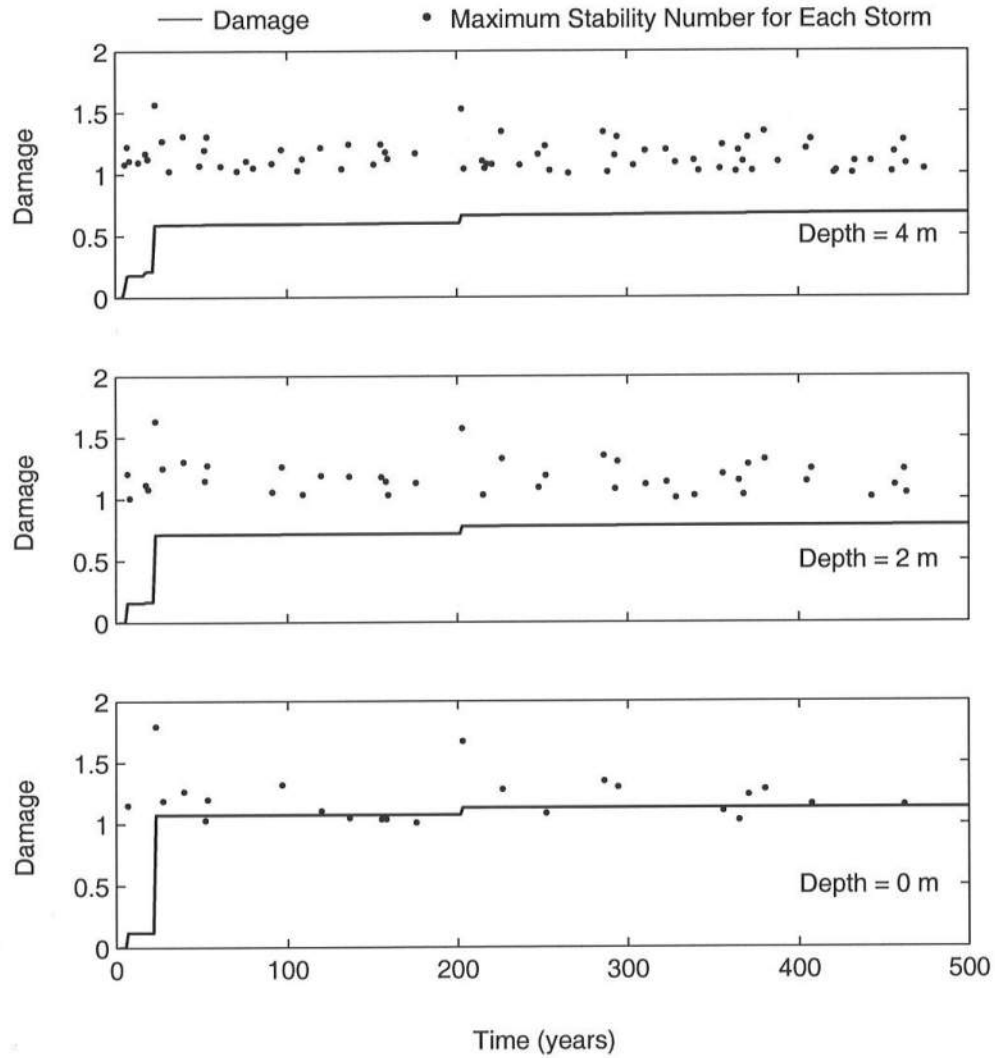 Damage
Maximum Stability Number for Each Storm
2
1.5
1
0.5
0
Damage
Depth = 4 m
2
1.5
1
0.5
0
Damage
Depth = 2 m
2
1.5
1
0.5
0
Damage
Depth = 0 m
0 100 200 300 400 500
Time (years)